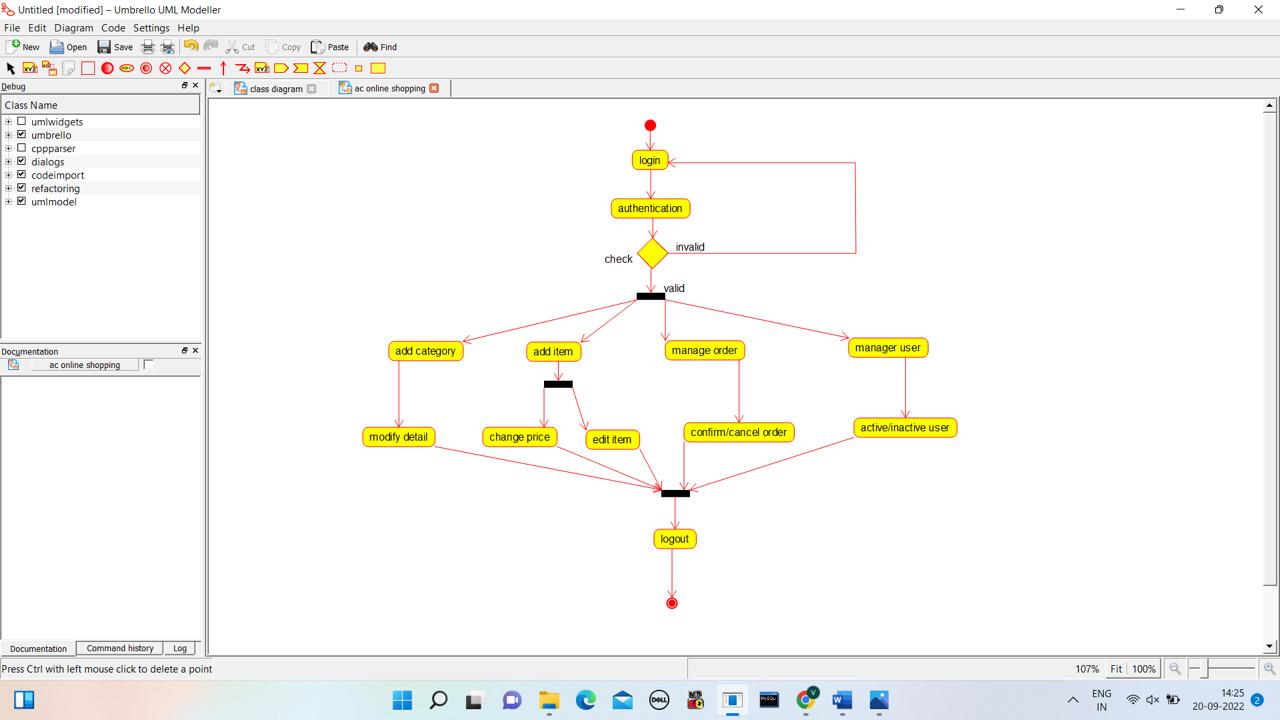 Untitled [modified] – Umbrello UML Modeller
File Edit Diagram Code Settings Help
New Open Save Cut Copy Paste Find
Debug
class diagram ac online shopping
Class Name
umlwidgets
umbrello
cppparser
dialogs
codeimport
refactoring
umlmodel
Documentation
ac online shopping
Documentation Command history Log
login
authentication
invalid
check
valid
add category add item manage order manager user
modify detail change price edit item confirm/cancel order active/inactive user
logout
Press Ctrl with left mouse click to delete a point
107% Fit 100%
DELL
MySQL
V
W
ENG
IN
14:25
20-09-2022
2